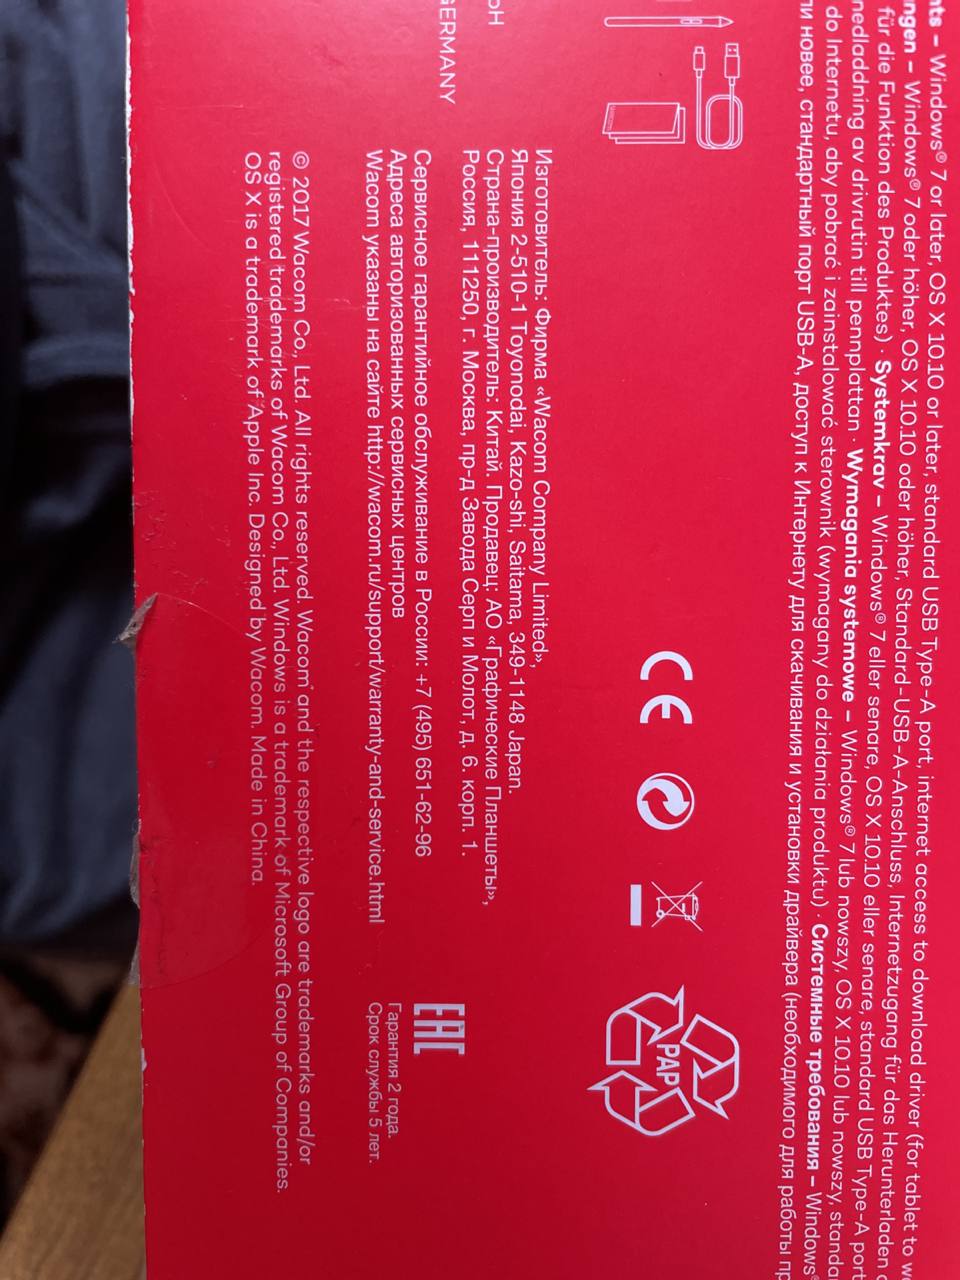 nts – Windows® 7 or later, OS X 10.10 or later, standard USB Type-A port, internet access to download driver (for tablet to
ngen – Windows® 7 oder höher, OS X 10.10 oder höher, Standard-USB-A-Anschluss, Internetzugang für das Herunterladen
für die Funktion des Produktes) · Systemkrav – Windows® 7 eller senare, OS X 10.10 eller senare, standard USB Type-A port
nedladdning av drivrutin till pennplattan · Wymagania systemowe – Windows® 7 lub nowszy, OS X 10.10 lub nowszy, standa
do Internetu, aby pobrać i zainstalować sterownik (wymagany do działania produktu) · Системные требования – Windows
ли новее, стандартный порт USB-A, доступ к Интернету для скачивания и установки драйвера (необходимого для работы пр
CE
PAP
bH
GERMANY
Изготовитель: Фирма «Wacom Company Limited»,
Япония 2-510-1 Toyonodai, Kazo-shi, Saitama, 349-1148 Japan.
Страна-производитель: Китай. Продавец: АО «Графические Планшеты»,
Россия, 111250, г. Москва, пр-д Завода Серп и Молот, д. 6. корп. 1.
Сервисное гарантийное обслуживание в России: +7 (495) 651-62-96
Адреса авторизованных сервисных центров
Wacom указаны на сайте http://wacom.ru/support/warranty-and-service.html
EAC
Гарантия 2 года.
Срок службы 5 лет.
© 2017 Wacom Co., Ltd. All rights reserved. Wacom and the respective logo are trademarks and/or
registered trademarks of Wacom Co., Ltd. Windows is a trademark of Microsoft Group of Companies.
OS X is a trademark of Apple Inc. Designed by Wacom. Made in China.